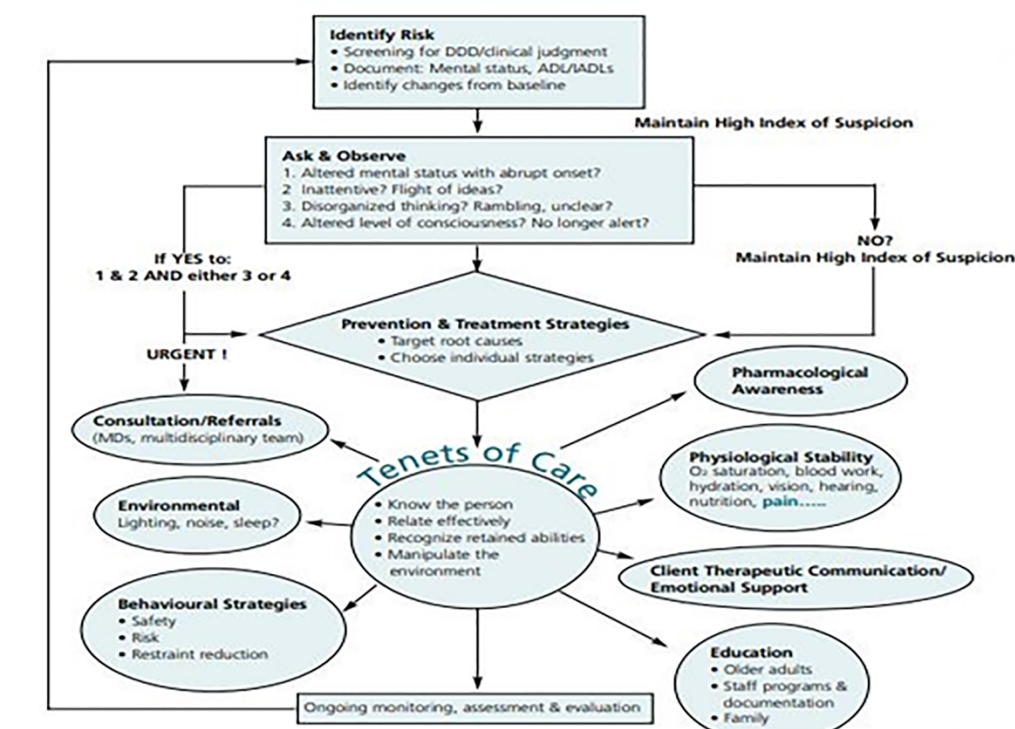 Identify Risk
• Screening for DDD/clinical judgment
• Document: Mental status, ADL/IADLs
• Identify changes from baseline
Maintain High Index of Suspicion
Ask & Observe
1. Altered mental status with abrupt onset?
2 Inattentive? Flight of ideas?
3. Disorganized thinking? Rambling, unclear?
4. Altered level of consciousness? No longer alert?
If YES to:
1 & 2 AND either 3 or 4
NO?
Maintain High Index of Suspicion
Prevention & Treatment Strategies
• Target root causes
• Choose individual strategies
URGENT !
Pharmacological
Awareness
Consultation/Referrals
(MDs, multidisciplinary team)
Tenets of Care
• Know the person
• Relate effectively
• Recognize retained abilities
• Manipulate the
environment
Physiological Stability
O₂ saturation, blood work,
hydration, vision, hearing,
nutrition, pain.....
Environmental
Lighting, noise, sleep?
Client Therapeutic Communication/
Emotional Support
Behavioural Strategies
• Safety
• Risk
• Restraint reduction
Education
• Older adults
• Staff programs &
documentation
• Family
Ongoing monitoring, assessment & evaluation